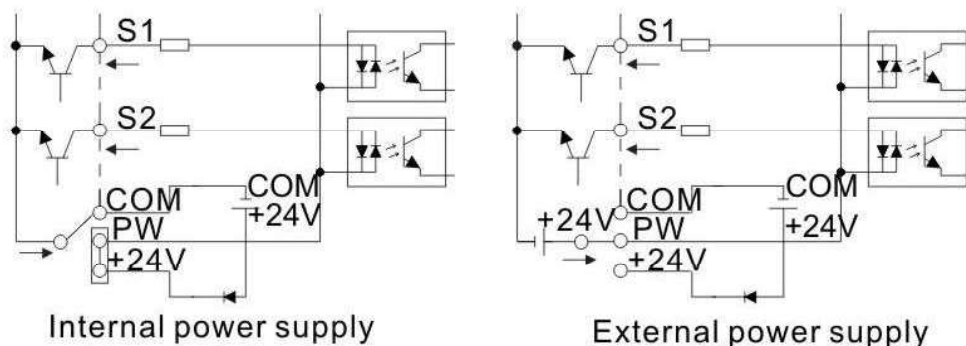 S1
S2
COM
COM
+24V
PW
+24V
Internal power supply
S1
S2
COM
COM
+24V
+24V
PW
+24V
External power supply